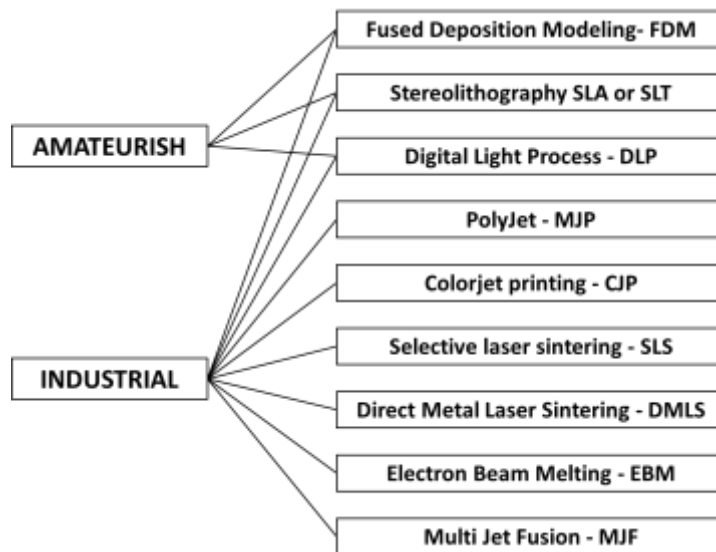 Fused Deposition Modeling- FDM
Stereolithography SLA or SLT
AMATEURISH
Digital Light Process - DLP
PolyJet - MJP
Colorjet printing - CJP
Selective laser sintering - SLS
INDUSTRIAL
Direct Metal Laser Sintering - DMLS
Electron Beam Melting - EBM
Multi Jet Fusion - MJF